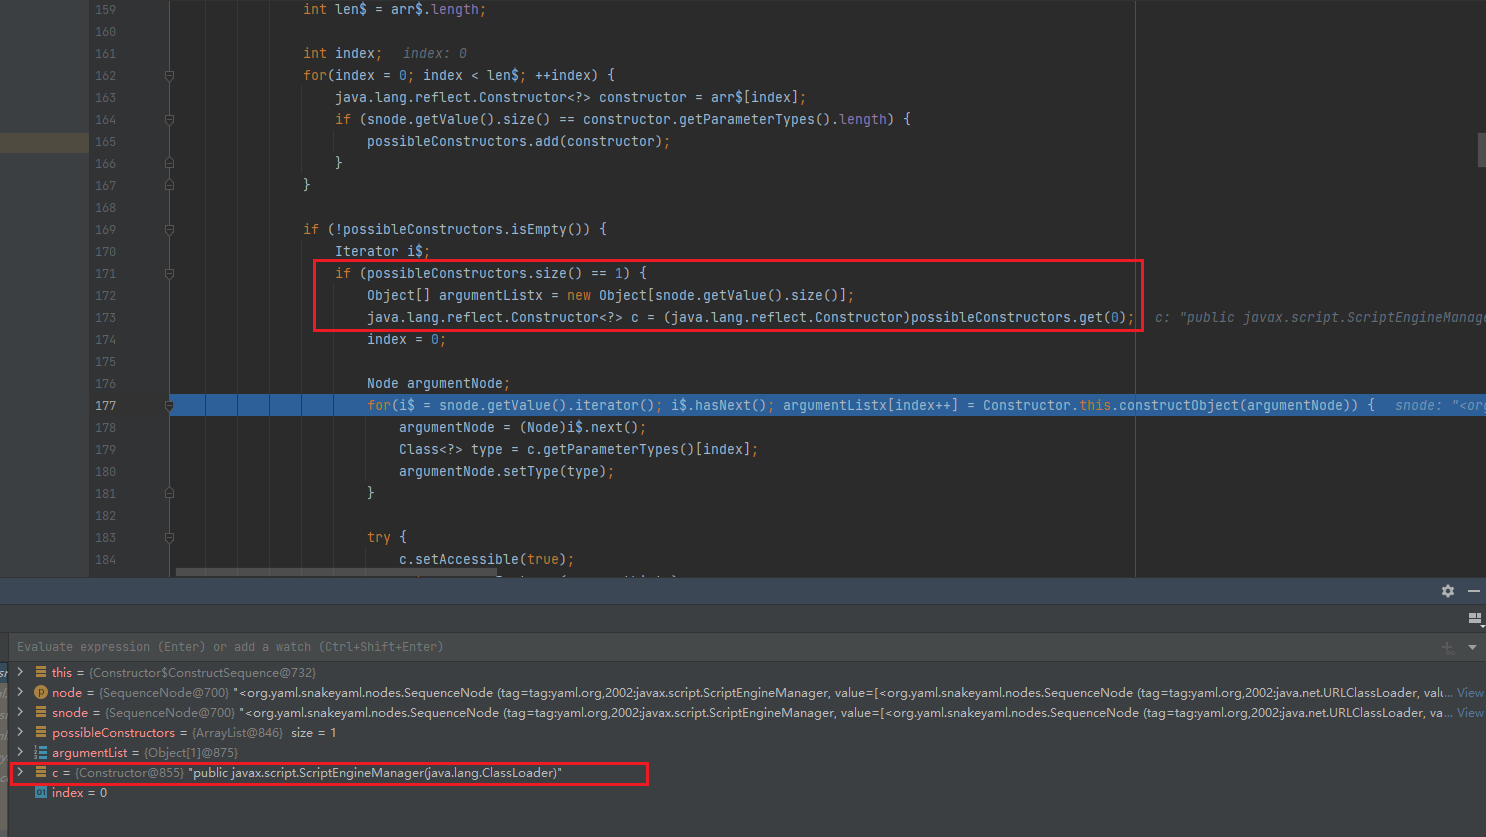 159 int len$ = arr$.length;
160
161 int index; index: 0
162 for(index = 0; index < len$; ++index) {
163 java.lang.reflect.Constructor<?> constructor = arr$[index];
164 if (snode.getValue().size() == constructor.getParameterTypes().length) {
165 possibleConstructors.add(constructor);
166 }
167 }
168
169 if (!possibleConstructors.isEmpty()) {
170 Iterator i$;
171 if (possibleConstructors.size() == 1) {
172 Object[] argumentListx = new Object[snode.getValue().size()];
173 java.lang.reflect.Constructor<?> c = (java.lang.reflect.Constructor)possibleConstructors.get(0); c: "public javax.script.ScriptEngineManage
174 index = 0;
175
176 Node argumentNode;
177 for(i$ = snode.getValue().iterator(); i$.hasNext(); argumentListx[index++] = Constructor.this.constructObject(argumentNode)) { snode: "<org
178 argumentNode = (Node)i$.next();
179 Class<?> type = c.getParameterTypes()[index];
180 argumentNode.setType(type);
181 }
182
183 try {
184 c.setAccessible(true);
Evaluate expression (Enter) or add a watch (Ctrl+Shift+Enter)
this = {Constructor$ConstructSequence@732}
node = {SequenceNode@700} "<org.yaml.snakeyaml.nodes.SequenceNode (tag=tag:yaml.org,2002:javax.script.ScriptEngineManager, value=[<org.yaml.snakeyaml.nodes.SequenceNode (tag=tag:yaml.org,2002:java.net.URLClassLoader, valu... View
snode = {SequenceNode@700} "<org.yaml.snakeyaml.nodes.SequenceNode (tag=tag:yaml.org,2002:javax.script.ScriptEngineManager, value=[<org.yaml.snakeyaml.nodes.SequenceNode (tag=tag:yaml.org,2002:java.net.URLClassLoader, va... View
possibleConstructors = {ArrayList@846} size = 1
argumentList = {Object[1]@875}
c = {Constructor@855} "public javax.script.ScriptEngineManager(java.lang.ClassLoader)"
index = 0